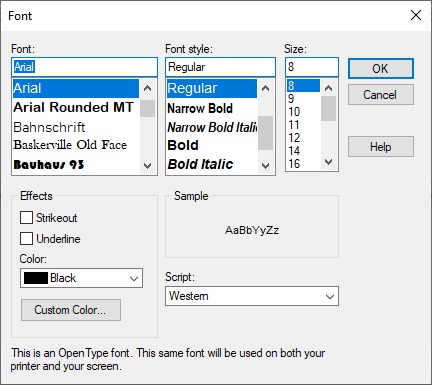 Font
Font:
Font style:
Size:
Arial
Regular
8
OK
Arial
Arial Rounded MT
Bahnschrift
Baskerville Old Face
Bauhaus 93
Regular
Narrow Bold
Narrow Bold Itali
Bold
Bold Italic
8
9
10
11
12
14
16
Cancel
Help
Effects
Strikeout
Underline
Color:
Black
Custom Color...
Sample
AaBbYyZz
Script:
Western
This is an OpenType font. This same font will be used on both your
printer and your screen.